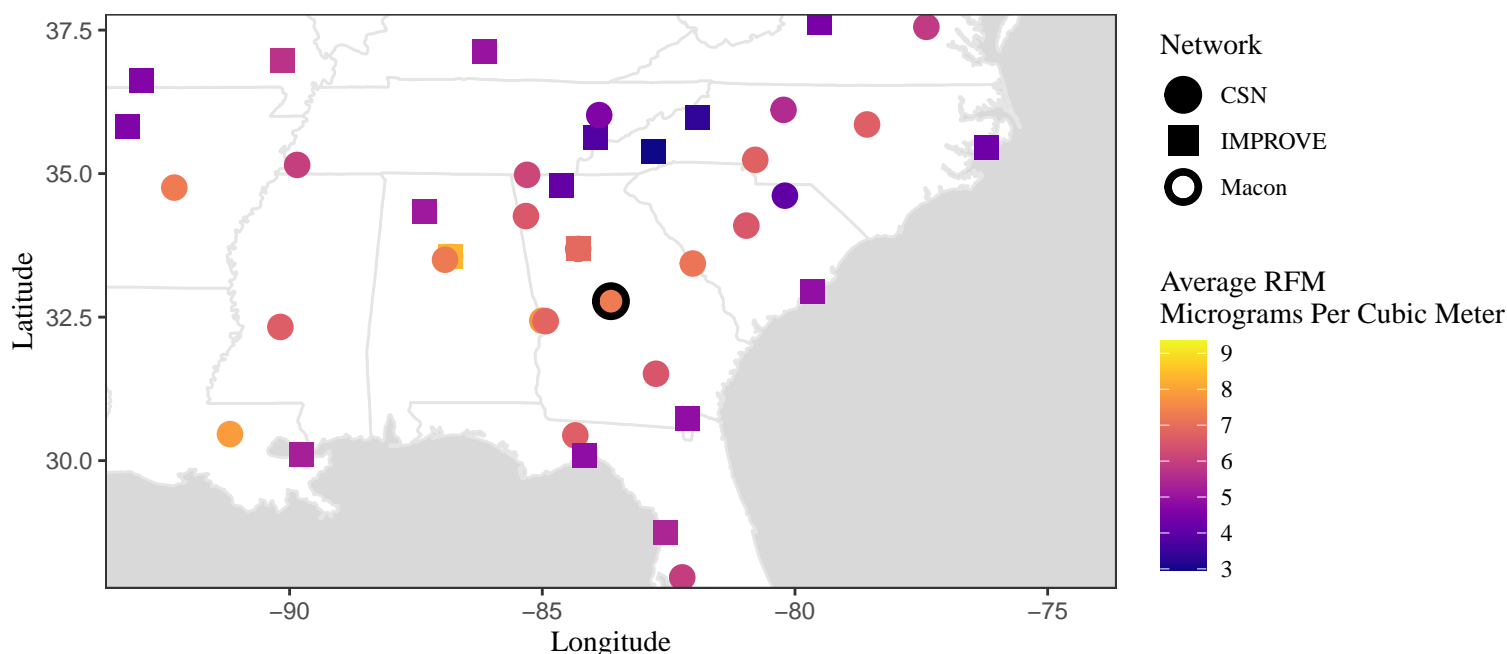 37.5
35.0
32.5
30.0
Latitude
−90
−85
−80
−75
Longitude
Network
CSN
IMPROVE
Macon
Average RFM
Micrograms Per Cubic Meter
9
8
7
6
5
4
3